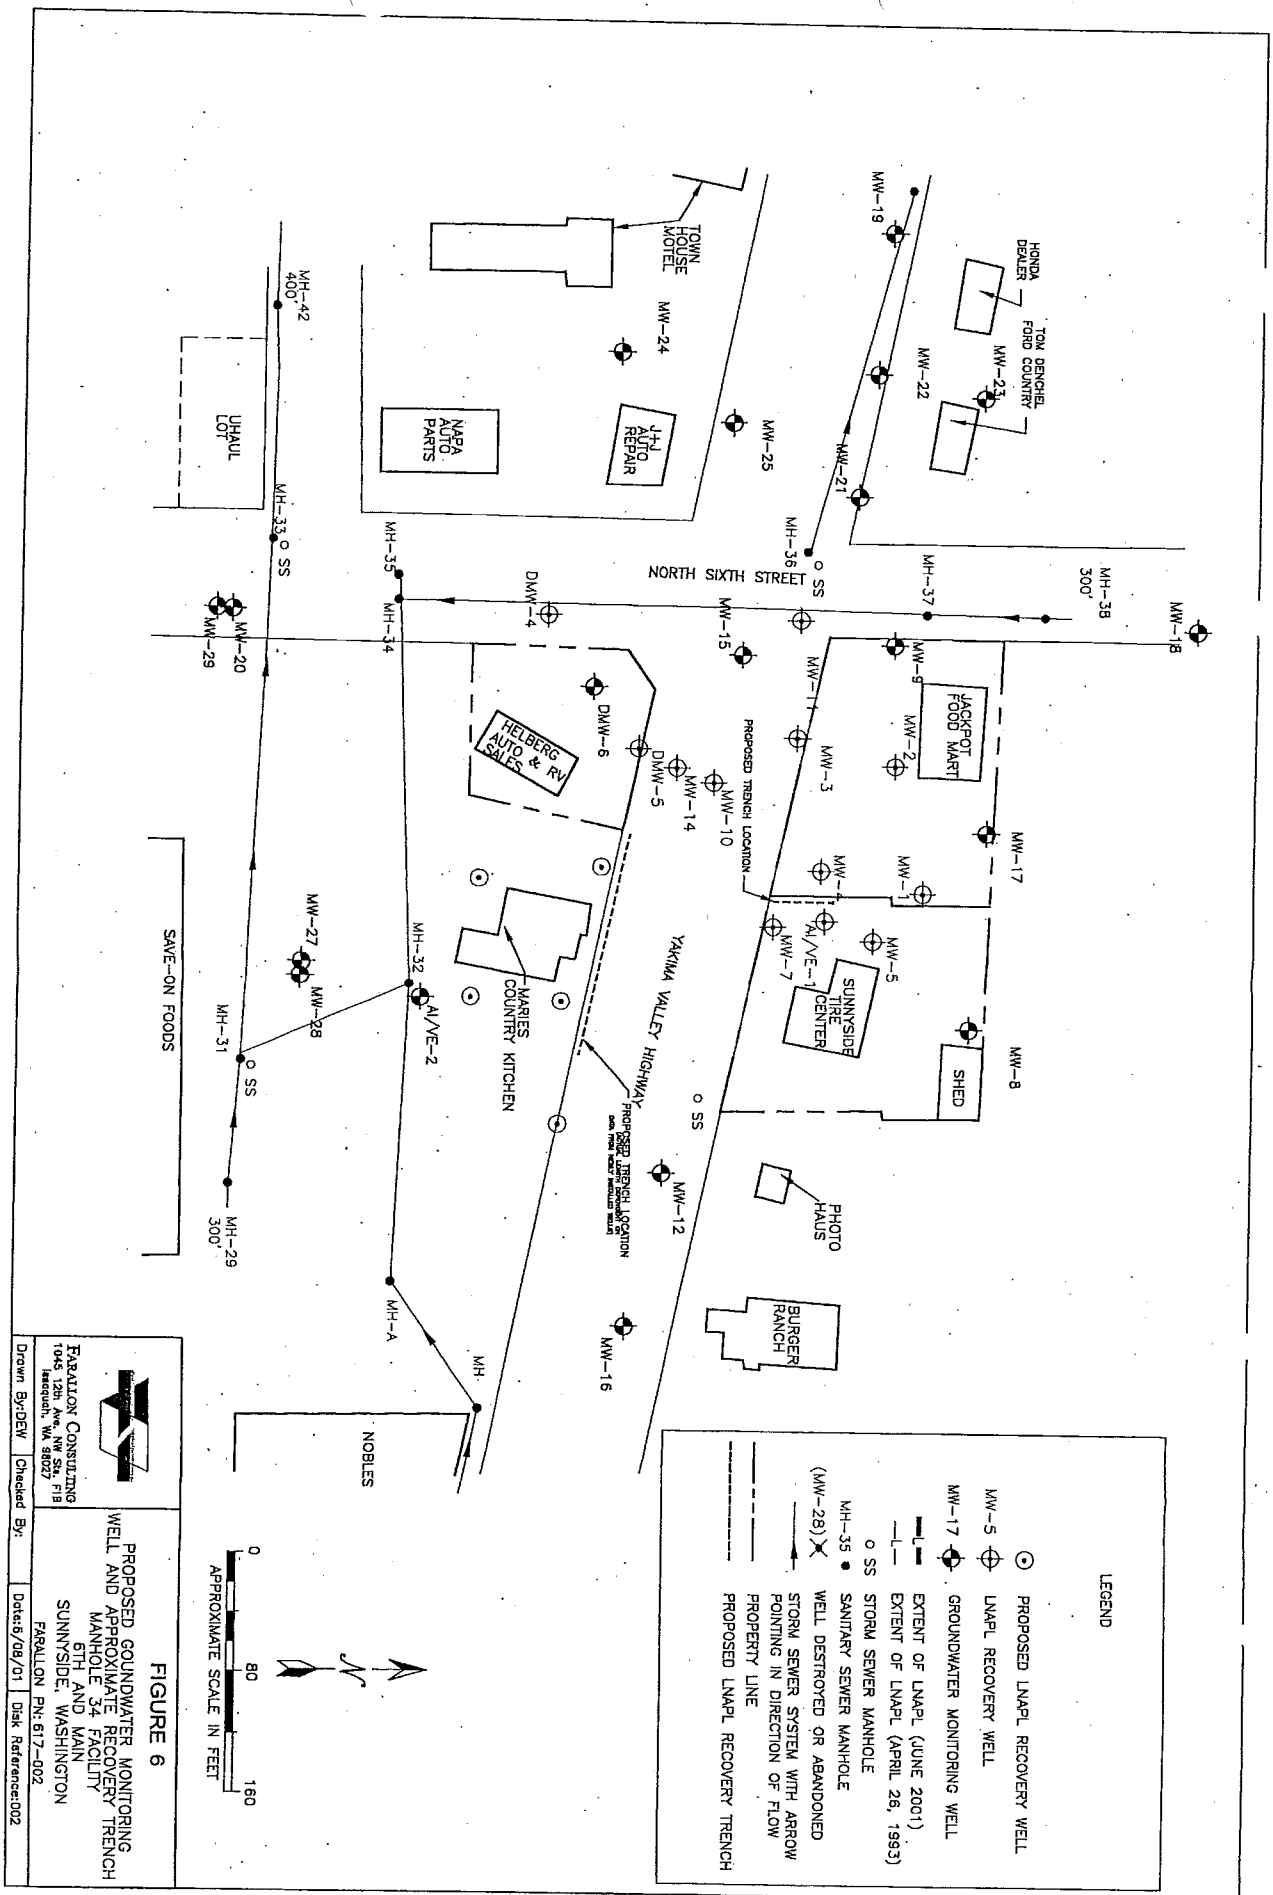 HONDA
DEALER
TOM DENCHEL
FORD COUNTRY
MW-19
MW-22
MW-23
MW-21
MW-24
MW-25
TOWN
HOUSE
MOTEL
J+J
AUTO
REPAIR
NAPA
AUTO
PARTS
UHAUL
LOT
MH-42
400'
MH-33
SS
MH-35
MH-34
MH-36
SS
MH-37
MH-38
300'
MW-18
NORTH SIXTH STREET
DMW-4
MW-15
MW-11
MW-9
MW-20
MW-29
JACKPOT
FOOD MART
MW-2
MW-3
MW-17
MW-1
MW-4
PROPOSED TRENCH LOCATION
MW-10
MW-14
DMW-5
DMW-6
HELBERG
AUTO & RV
SALES
MW-5
AI/VE-1
MW-7
SUNNYSIDE
TIRE
CENTER
MW-8
SHED
YAKIMA VALLEY HIGHWAY
SS
MARIES
COUNTRY KITCHEN
MH-32
AI/VE-2
MW-27
MW-28
MH-31
SS
SAVE-ON FOODS
MH-29
300'
PROPOSED TRENCH LOCATION
MW-12
PHOTO
HAUS
BURGER
RANCH
MW-16
MH-A
MH
NOBLES
LEGEND
PROPOSED LNAPL RECOVERY WELL
MW-5 LNAPL RECOVERY WELL
MW-17 GROUNDWATER MONITORING WELL
L EXTENT OF LNAPL (JUNE 2001)
—L— EXTENT OF LNAPL (APRIL 26, 1993)
SS STORM SEWER MANHOLE
MH-35 SANITARY SEWER MANHOLE
(MW-28) WELL DESTROYED OR ABANDONED
STORM SEWER SYSTEM WITH ARROW
POINTING IN DIRECTION OF FLOW
PROPERTY LINE
PROPOSED LNAPL RECOVERY TRENCH
N
0 80 160
APPROXIMATE SCALE IN FEET
FARALLON CONSULTING
1045 12th Ave. NW Ste. F1B
Issaquah, WA 98027
FIGURE 6
PROPOSED GOUNDWATER MONITORING
WELL AND APPROXIMATE RECOVERY TRENCH
MANHOLE 34 FACILITY
6TH AND MAIN
SUNNYSIDE, WASHINGTON
FARALLON PN: 617-002
Drawn By:DEW
Checked By:
Date:6/08/01
Disk Reference:002